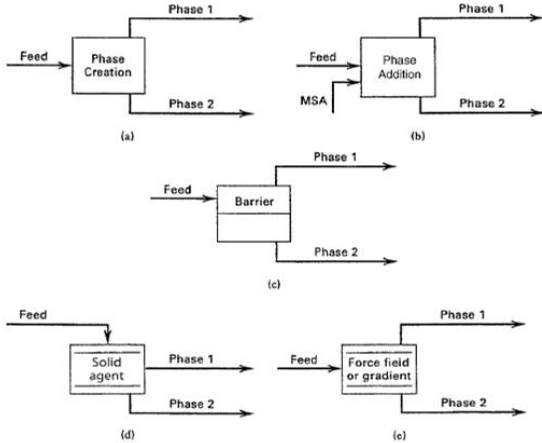 Phase 1
Feed
Phase
Creation
Phase 2
(a)
Phase 1
Feed
Phase
Addition
MSA
Phase 2
(b)
Phase 1
Feed
Barrier
Phase 2
(c)
Feed
Solid
agent
Phase 1
Phase 2
(d)
Phase 1
Feed
Force field
or gradient
Phase 2
(e)